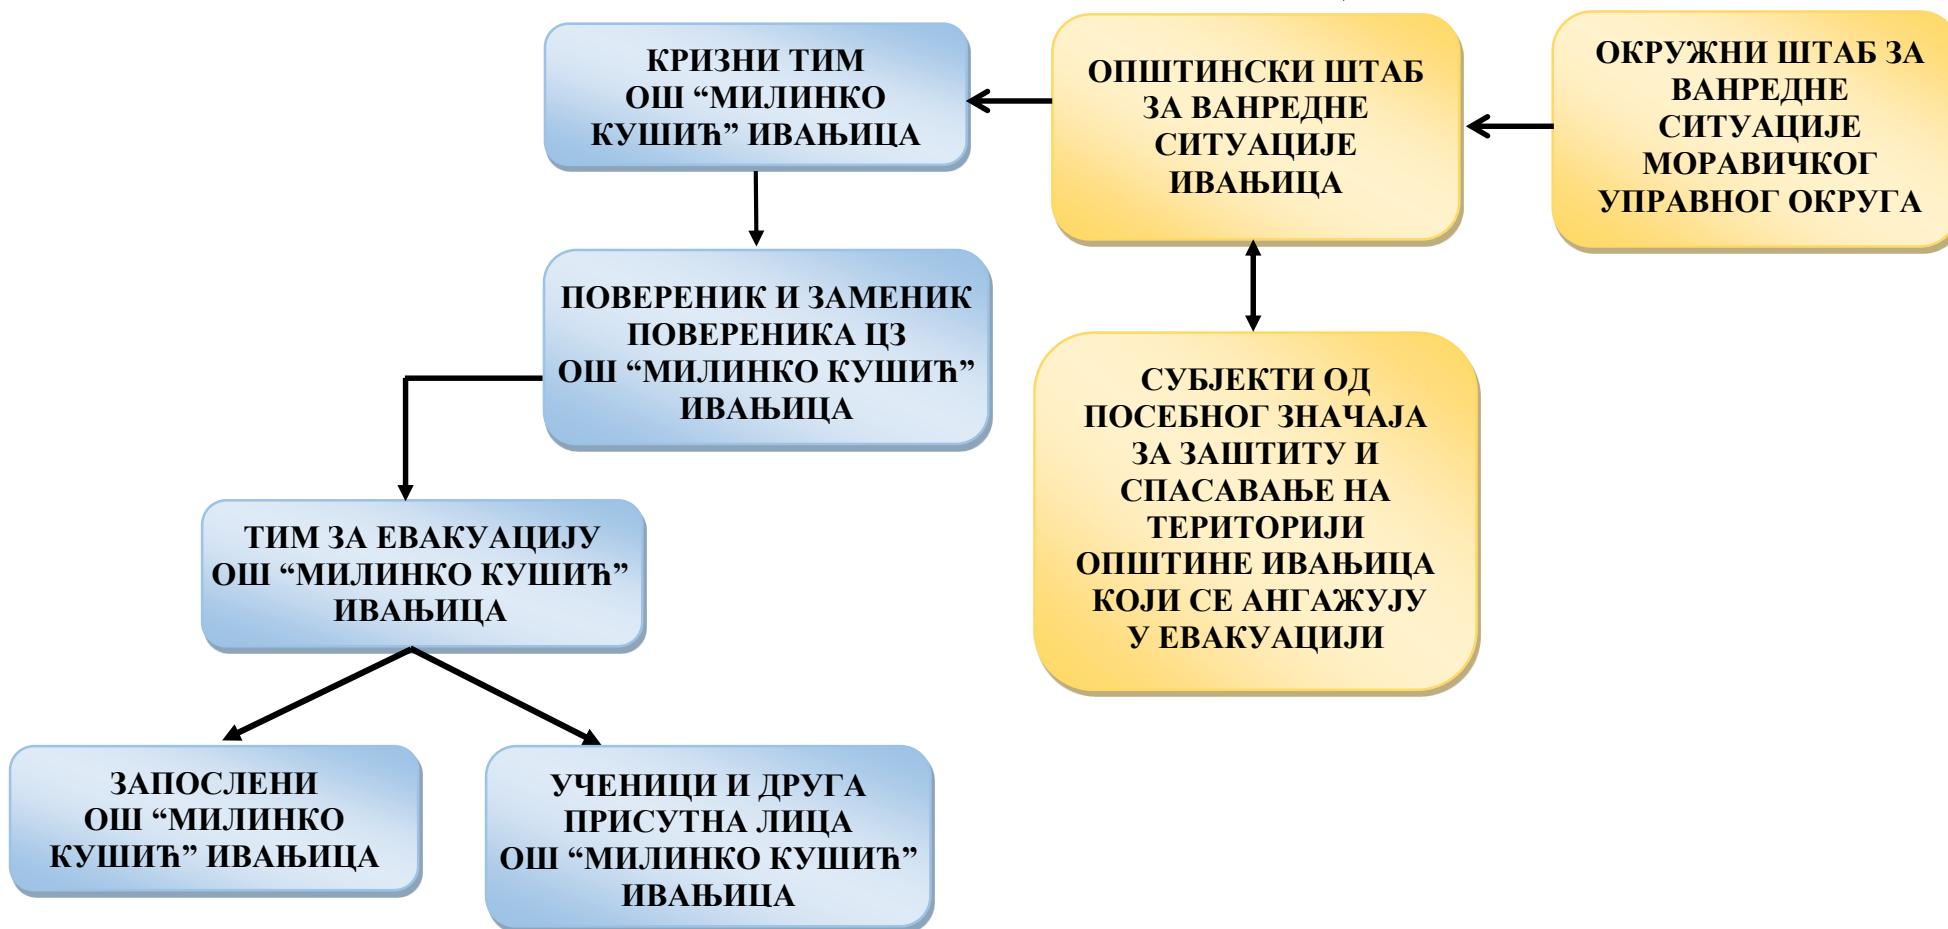 КРИЗНИ ТИМ
ОШ “МИЛИНКО
КУШИЋ” ИВАЊИЦА
ОПШТИНСКИ ШТАБ
ЗА ВАНРЕДНЕ
СИТУАЦИЈЕ
ИВАЊИЦА
ОКРУЖНИ ШТАБ ЗА
ВАНРЕДНЕ
СИТУАЦИЈЕ
МОРАВИЧКОГ
УПРАВНОГ ОКРУГА
ПОВЕРЕНИК И ЗАМЕНИК
ПОВЕРЕНИКА ЦЗ
ОШ “МИЛИНКО КУШИЋ”
ИВАЊИЦА
СУБЈЕКТИ ОД
ПОСЕБНОГ ЗНАЧАЈА
ЗА ЗАШТИТУ И
СПАСАВАЊЕ НА
ТЕРИТОРИЈИ
ОПШТИНЕ ИВАЊИЦА
КОЈИ СЕ АНГАЖУЈУ
У ЕВАКУАЦИЈИ
ТИМ ЗА ЕВАКУАЦИЈУ
ОШ “МИЛИНКО КУШИЋ”
ИВАЊИЦА
ЗАПОСЛЕНИ
ОШ “МИЛИНКО
КУШИЋ” ИВАЊИЦА
УЧЕНИЦИ И ДРУГА
ПРИСУТНА ЛИЦА
ОШ “МИЛИНКО КУШИЋ”
ИВАЊИЦА